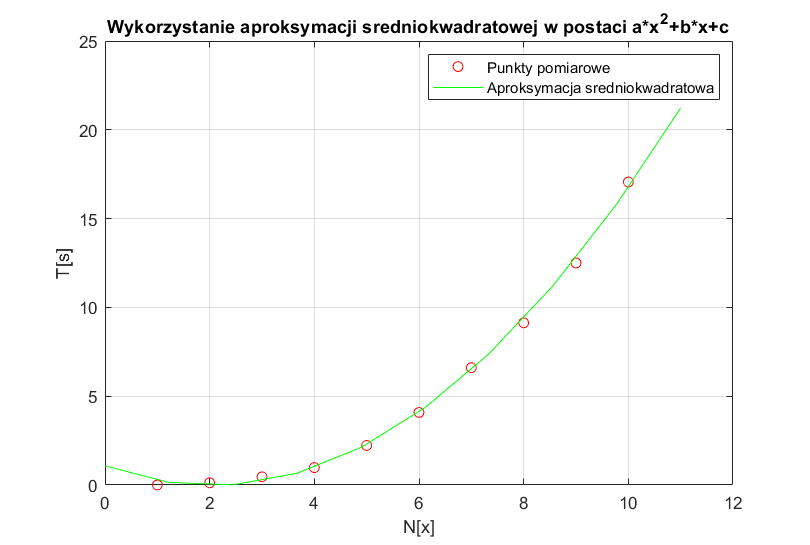 Wykorzystanie aproksymacji sredniokwadratowej w postaci a*x²+b*x+c
Punkty pomiarowe
Aproksymacja sredniokwadratowa
25
20
15
10
5
0
T[s]
0 2 4 6 8 10 12
N[x]